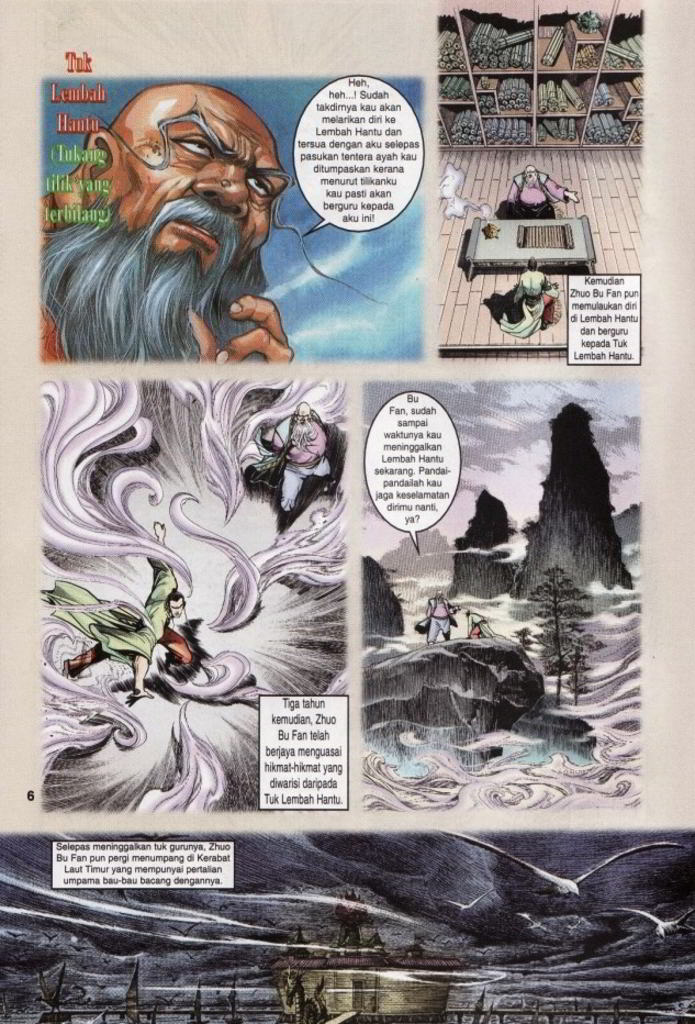 Tuk
Lembah
Hantu
(Tukang
tilik yang
terbilang)
Heh,
heh...! Sudah
takdirnya kau akan
melarikan diri ke
Lembah Hantu dan
tersua dengan aku selepas
pasukan tentera ayah kau
ditumpaskan kerana
menurut tilikanku
kau pasti akan
berguru kepada
aku ini!
Kemudian
Zhuo Bu Fan pun
memulaukan diri
di Lembah Hantu
dan berguru
kepada Tuk
Lembah Hantu.
Tiga tahun
kemudian, Zhuo
Bu Fan telah
berjaya menguasai
hikmat-hikmat yang
diwarisi daripada
Tuk Lembah Hantu.
Bu
Fan, sudah
sampai
waktunya kau
meninggalkan
Lembah Hantu
sekarang. Pandai-
pandailah kau
jaga keselamatan
dirimu nanti,
ya?
6
Selepas meninggalkan tuk gurunya, Zhuo
Bu Fan pun pergi menumpang di Kerabat
Laut Timur yang mempunyai pertalian
umpama bau-bau bacang dengannya.